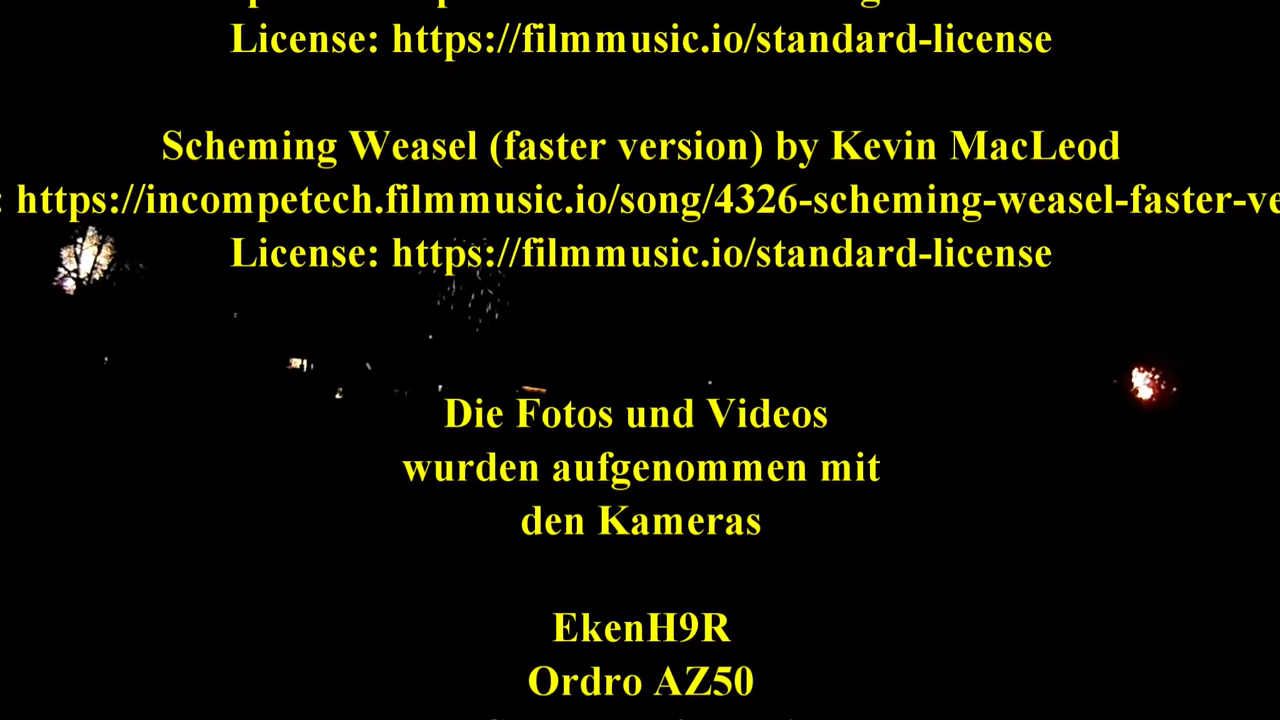 License: https://filmmusic.io/standard-license
Scheming Weasel (faster version) by Kevin MacLeod
: https://incompetech.filmmusic.io/song/4326-scheming-weasel-faster-ve
License: https://filmmusic.io/standard-license
Die Fotos und Videos
wurden aufgenommen mit
den Kameras
EkenH9R
Ordro AZ50